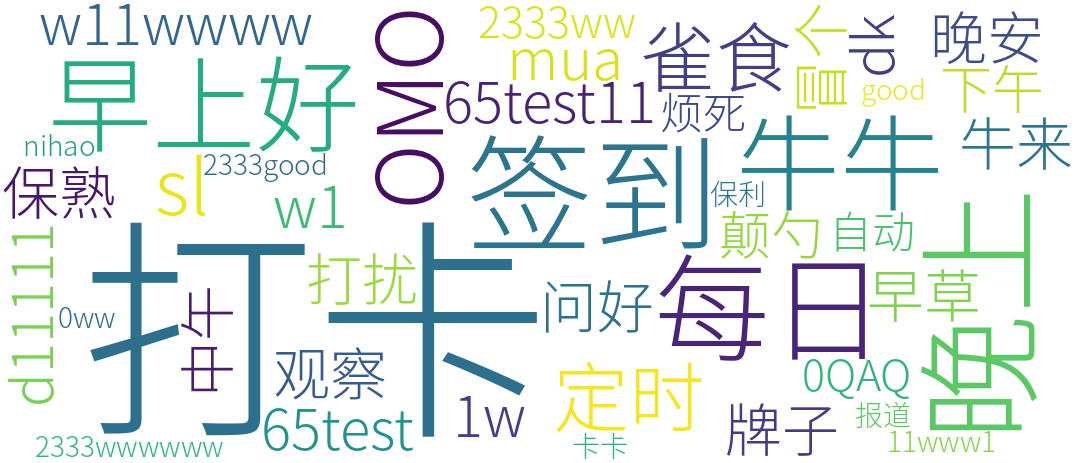 w11wwww
2333ww
mua
雀食
冒个
dk
晚安
早上好
OMO
65test11
烦死
good
下午
nihao
2333good
签到
牛牛
牛来
保熟
sl
w1
保利
颠勺
自动
晚上
打卡
d11111
打扰
每日
早草
0ww
中午
问好
观察
定时
0QAQ
65test
1w
牌子
报道
2333wwwwww
卡卡
11www1